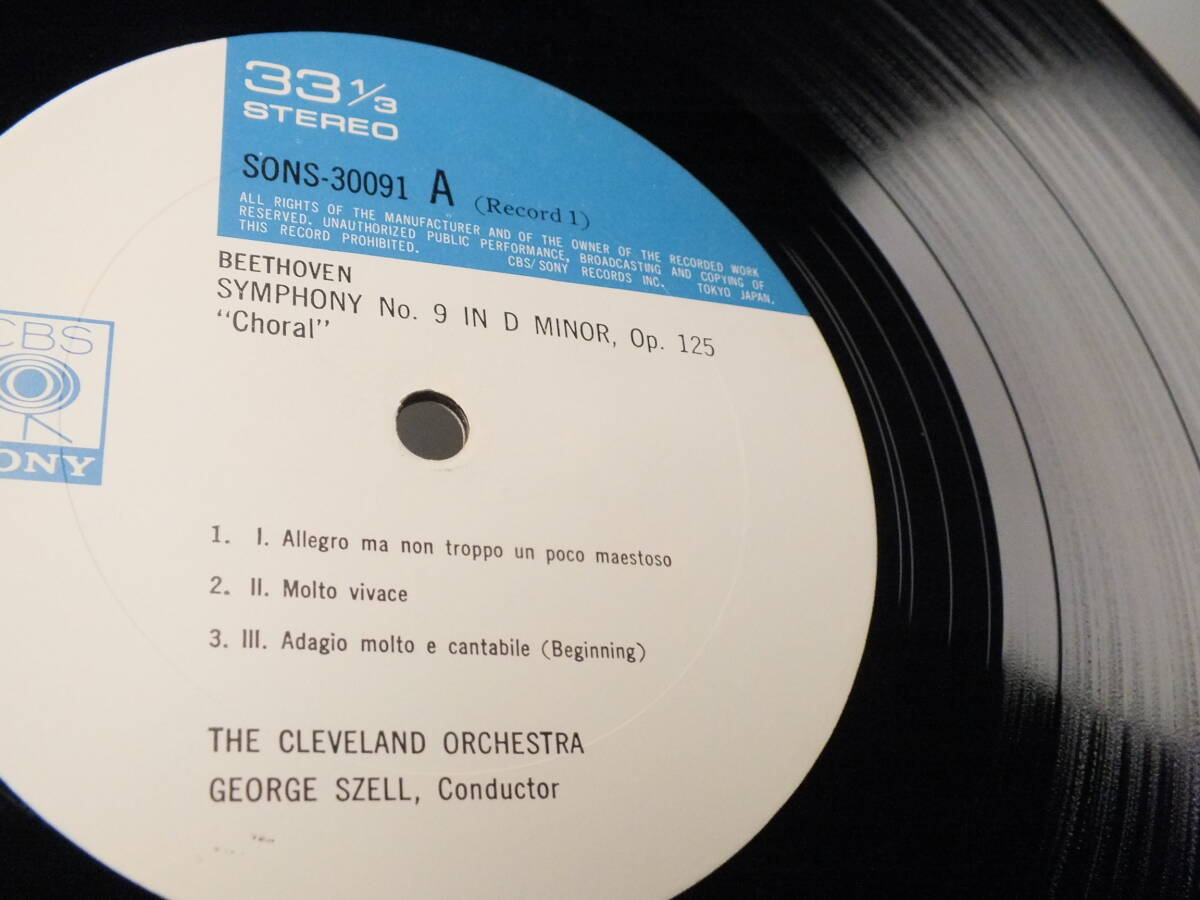 33 1/3
STEREO
SONS-30091 A (Record 1)
ALL RIGHTS OF THE MANUFACTURER AND OF THE OWNER OF THE RECORDED WORK
RESERVED. UNAUTHORIZED PUBLIC PERFORMANCE, BROADCASTING AND COPYING OF
THIS RECORD PROHIBITED. CBS/SONY RECORDS INC. TOKYO JAPAN.
BEETHOVEN
SYMPHONY No. 9 IN D MINOR, Op. 125
“Choral”
CBS
ONY
1. I. Allegro ma non troppo un poco maestoso
2. II. Molto vivace
3. III. Adagio molto e cantabile (Beginning)
THE CLEVELAND ORCHESTRA
GEORGE SZELL, Conductor